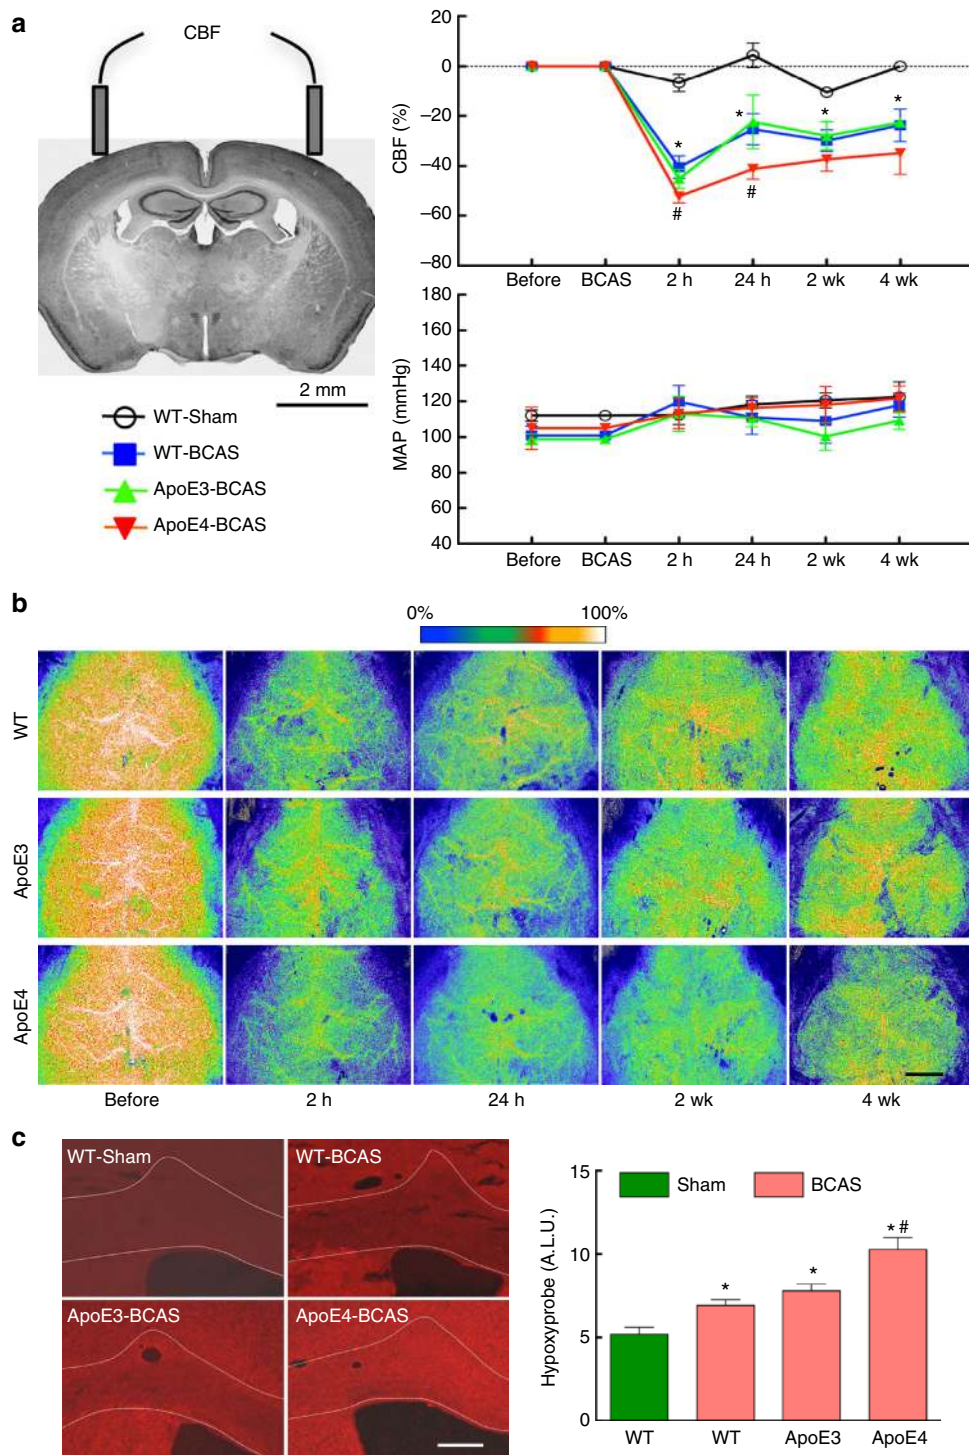 a
CBF
2 mm
WT-Sham
WT-BCAS
ApoE3-BCAS
ApoE4-BCAS
CBF (%)
20
0
–20
–40
–60
–80
*
*
*
*
#
#
Before BCAS 2 h 24 h 2 wk 4 wk
MAP (mmHg)
180
160
140
120
100
80
60
40
Before BCAS 2 h 24 h 2 wk 4 wk
b
0% 100%
WT
ApoE3
ApoE4
Before 2 h 24 h 2 wk 4 wk
c
WT-Sham
WT-BCAS
ApoE3-BCAS
ApoE4-BCAS
Hypoxyprobe (A.L.U.)
15
10
5
0
Sham BCAS
*
*
* #
WT WT ApoE3 ApoE4